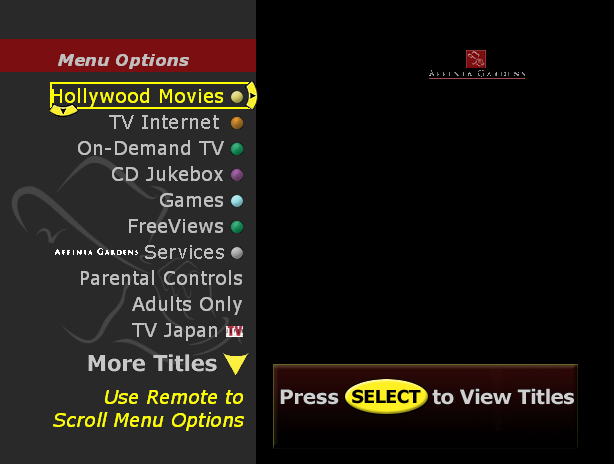 Menu Options
AFFINIA GARDENS
Hollywood Movies
TV Internet
On-Demand TV
CD Jukebox
Games
FreeViews
AFFINIA GARDENS Services
Parental Controls
Adults Only
TV Japan TV
More Titles
Use Remote to
Scroll Menu Options
Press SELECT to View Titles